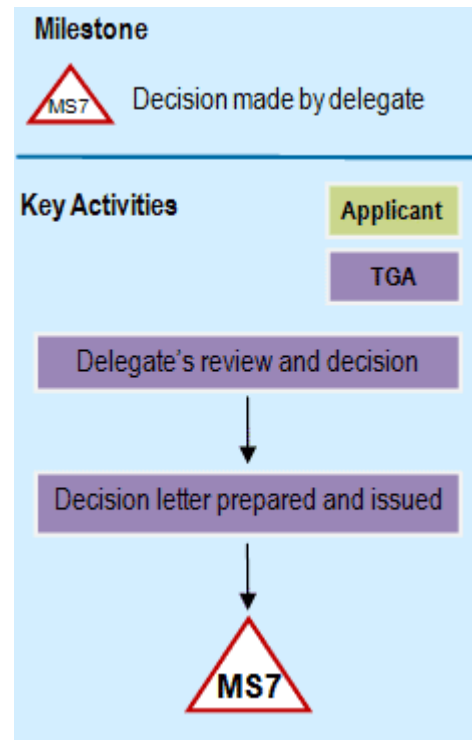 Milestone
MS7 Decision made by delegate
Key Activities
Applicant
TGA
Delegate's review and decision
Decision letter prepared and issued
MS7